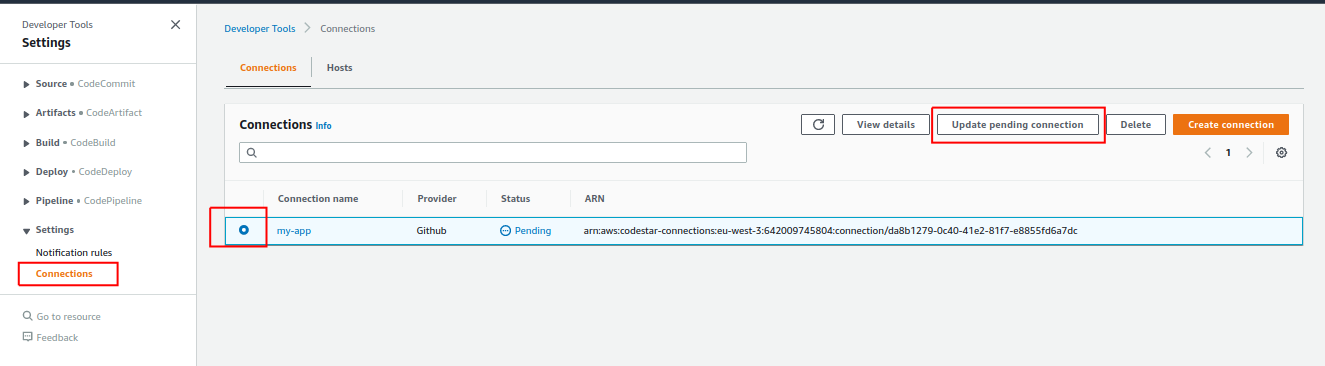 Developer Tools
Settings
Source • CodeCommit
Artifacts • CodeArtifact
Build • CodeBuild
Deploy • CodeDeploy
Pipeline • CodePipeline
Settings
Notification rules
Connections
Go to resource
Feedback
Developer Tools > Connections
Connections Hosts
Connections Info
View details Update pending connection Delete Create connection
1
Connection name Provider Status ARN
my-app Github Pending arn:aws:codestar-connections:eu-west-3:642009745804:connection/da8b1279-0c40-41e2-81f7-e8855fd6a7dc